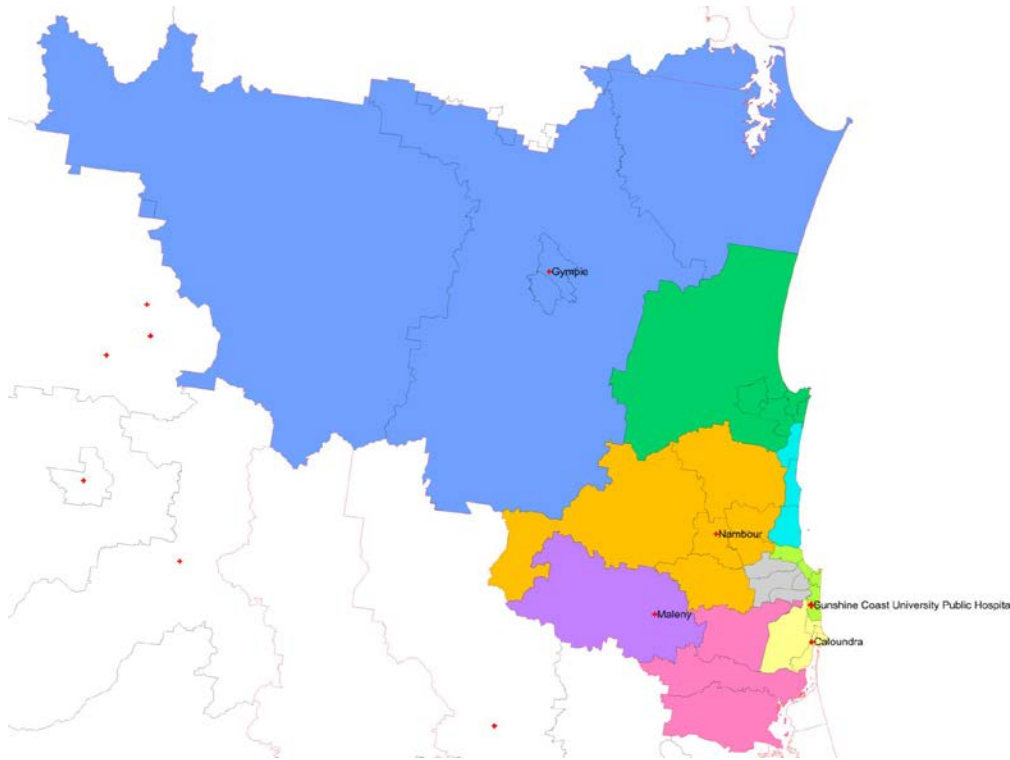 Gympie
Nambour
Sunshine Coast University Public Hospita
Maleny
Caloundra